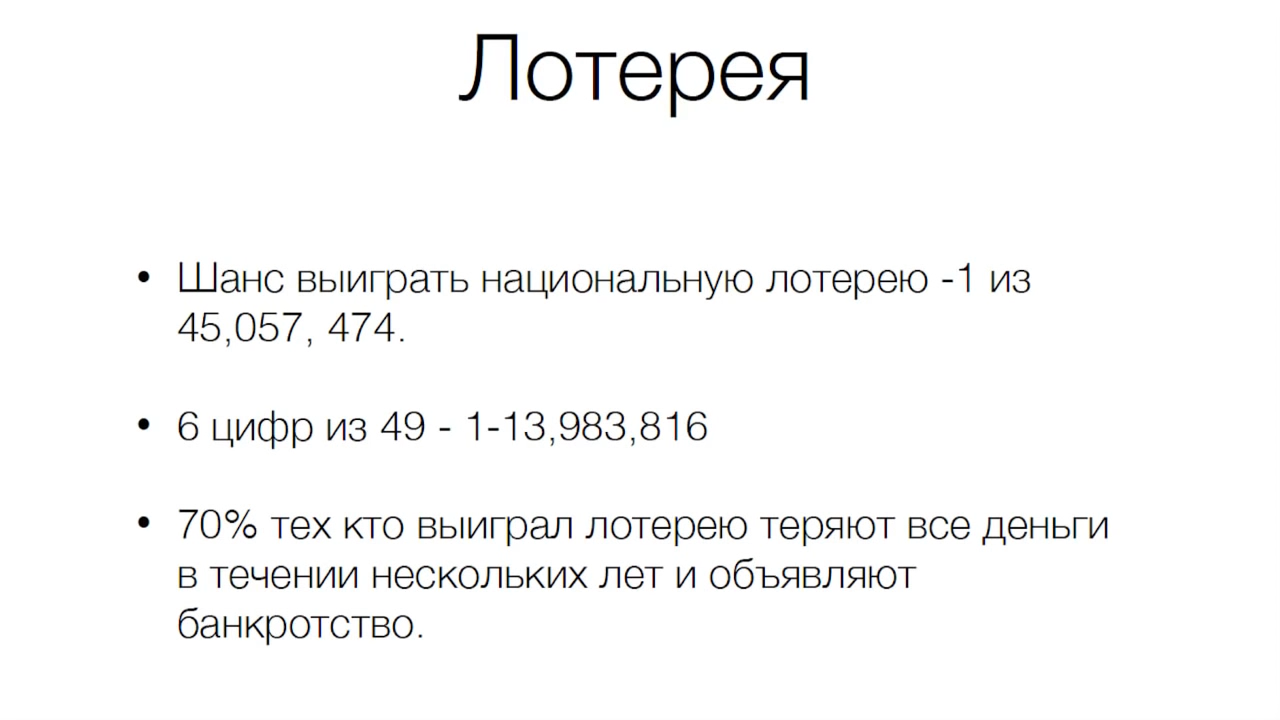 Лотерея
• Шанс выиграть национальную лотерею -1 из
45,057, 474.
• 6 цифр из 49 - 1-13,983,816
• 70% тех кто выиграл лотерею теряют все деньги
в течении нескольких лет и объявляют
банкротство.